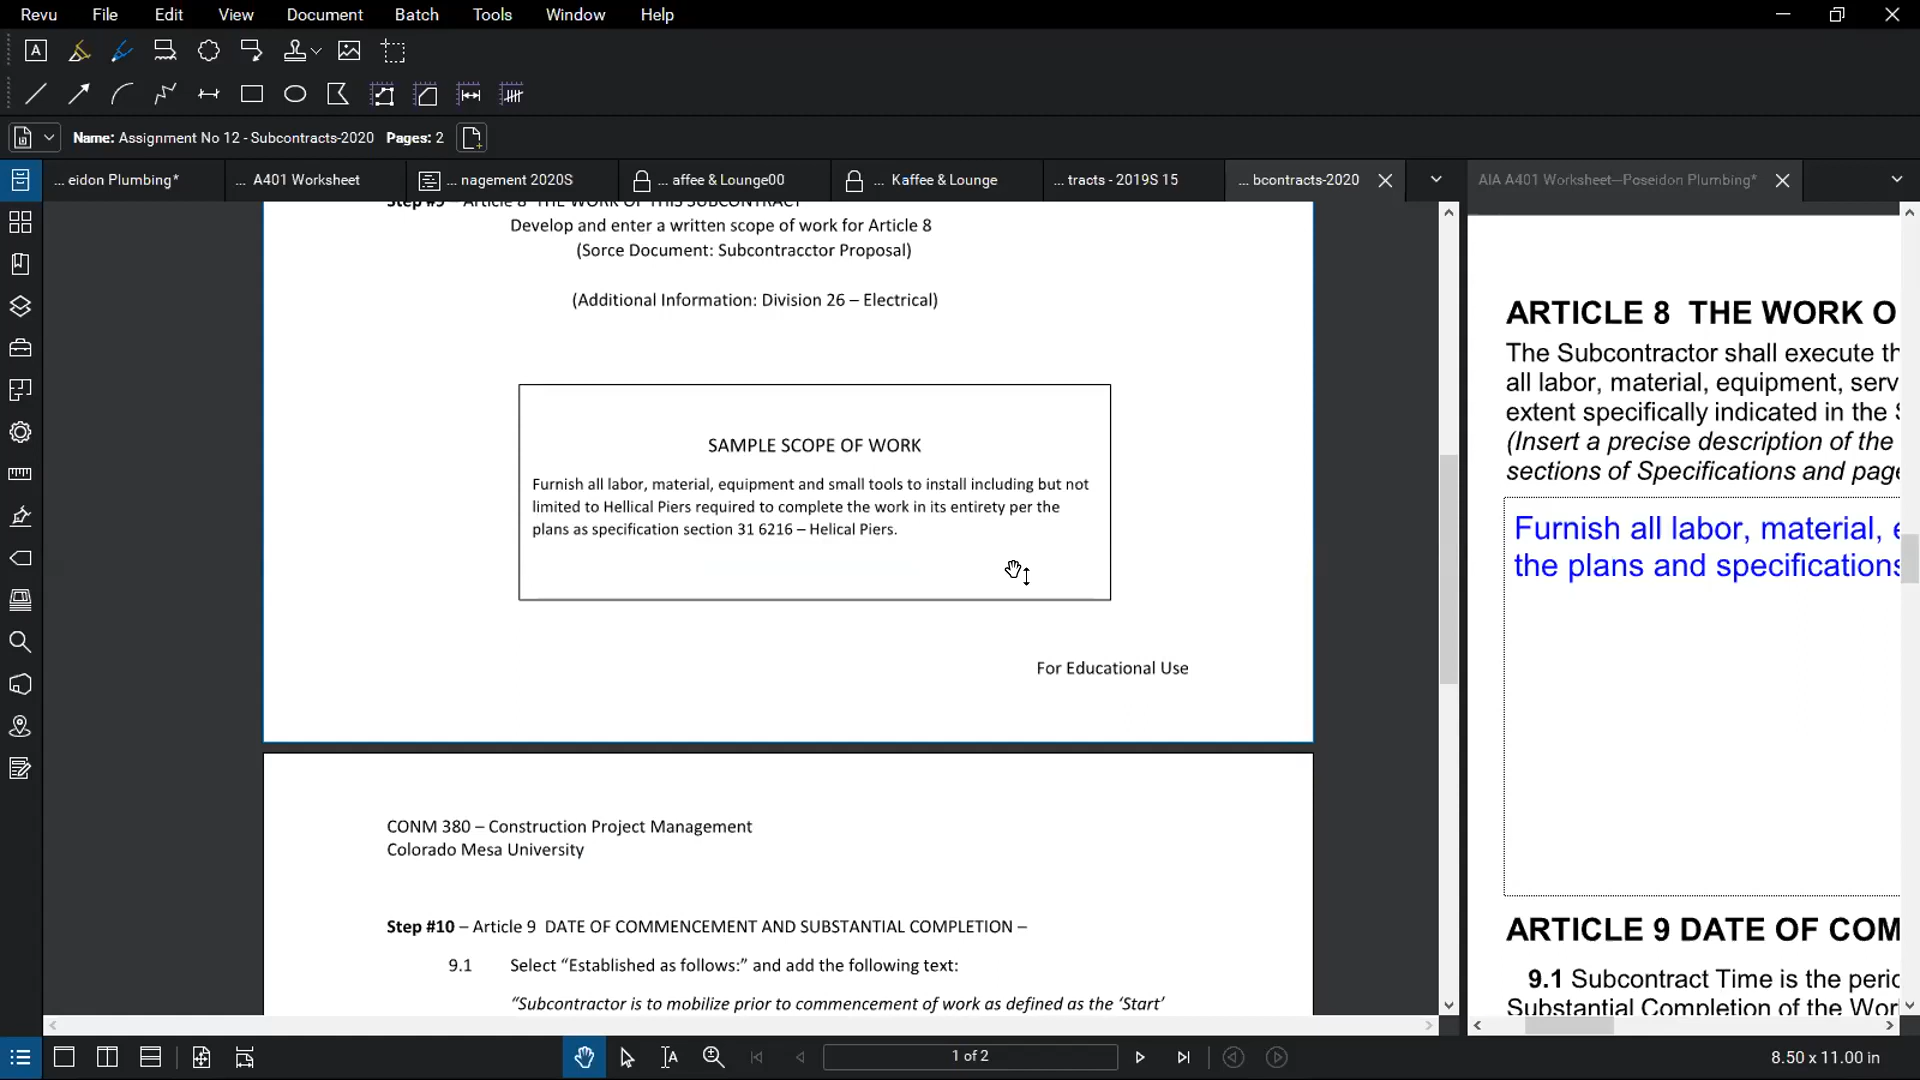 Revu File Edit View Document Batch Tools Window Help
Name: Assignment No 12 - Subcontracts-2020 Pages: 2
... eidon Plumbing*
... A401 Worksheet
... nagement 2020S
... affee & Lounge00
... Kaffee & Lounge
... tracts - 2019S 15
... bcontracts-2020
AIA A401 Worksheet—Poseidon Plumbing*
Step #9 – Article 8 THE WORK OF THIS SUBCONTRACT
Develop and enter a written scope of work for Article 8
(Sorce Document: Subcontracctor Proposal)
(Additional Information: Division 26 – Electrical)
SAMPLE SCOPE OF WORK
Furnish all labor, material, equipment and small tools to install including but not
limited to Hellical Piers required to complete the work in its entirety per the
plans as specification section 31 6216 – Helical Piers.
For Educational Use
CONM 380 – Construction Project Management
Colorado Mesa University
Step #10 – Article 9 DATE OF COMMENCEMENT AND SUBSTANTIAL COMPLETION –
9.1 Select “Established as follows:” and add the following text:
“Subcontractor is to mobilize prior to commencement of work as defined as the ‘Start’
ARTICLE 8 THE WORK O
The Subcontractor shall execute th
all labor, material, equipment, serv
extent specifically indicated in the
(Insert a precise description of the
sections of Specifications and page
Furnish all labor, material,
the plans and specifications
ARTICLE 9 DATE OF COM
9.1 Subcontract Time is the peric
Substantial Completion of the Wor
1 of 2
8.50 x 11.00 in